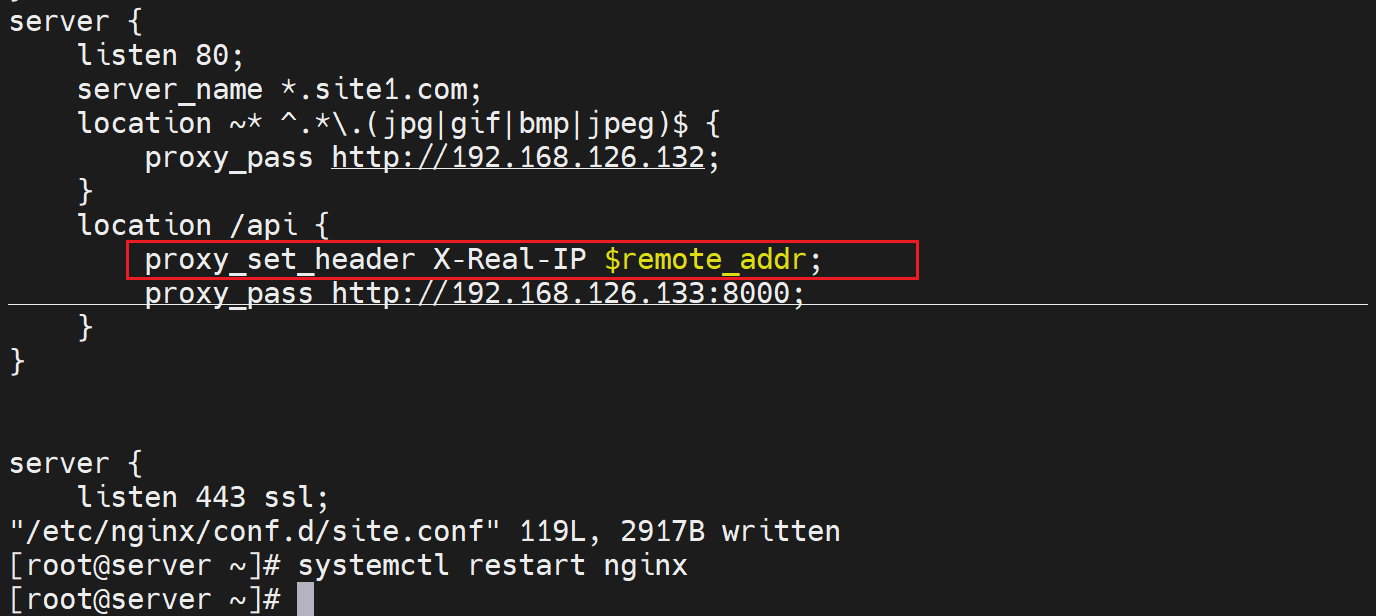 server {
    listen 80;
    server_name *.site1.com;
    location ~* ^.*\.(jpg|gif|bmp|jpeg)$ {
        proxy_pass http://192.168.126.132;
    }
    location /api {
        proxy_set_header X-Real-IP $remote_addr;
        proxy_pass http://192.168.126.133:8000;
    }
}
server {
    listen 443 ssl;
"/etc/nginx/conf.d/site.conf" 119L, 2917B written
[root@server ~]# systemctl restart nginx
[root@server ~]#